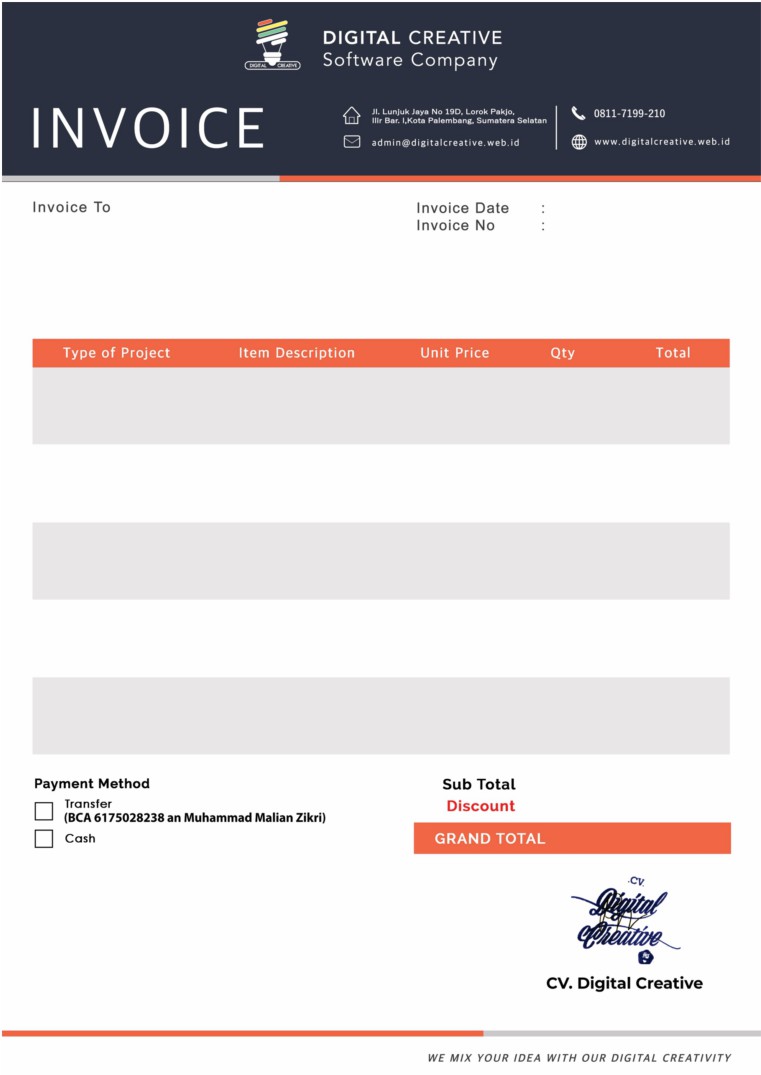 DIGITAL CREATIVE
DIGITAL CREATIVE
Software Company
INVOICE
Jl. Lunjuk Jaya No 19D, Lorok Pakjo,
Ilir Bar. I,Kota Palembang, Sumatera Selatan
admin@digitalcreative.web.id
0811-7199-210
www.digitalcreative.web.id
Invoice To
Invoice Date :
Invoice No :
Type of Project Item Description Unit Price Qty Total
Payment Method
Transfer
(BCA 6175028238 an Muhammad Malian Zikri)
Cash
Sub Total
Discount
GRAND TOTAL
.CV.
Digital
Creative
CV. Digital Creative
WE MIX YOUR IDEA WITH OUR DIGITAL CREATIVITY